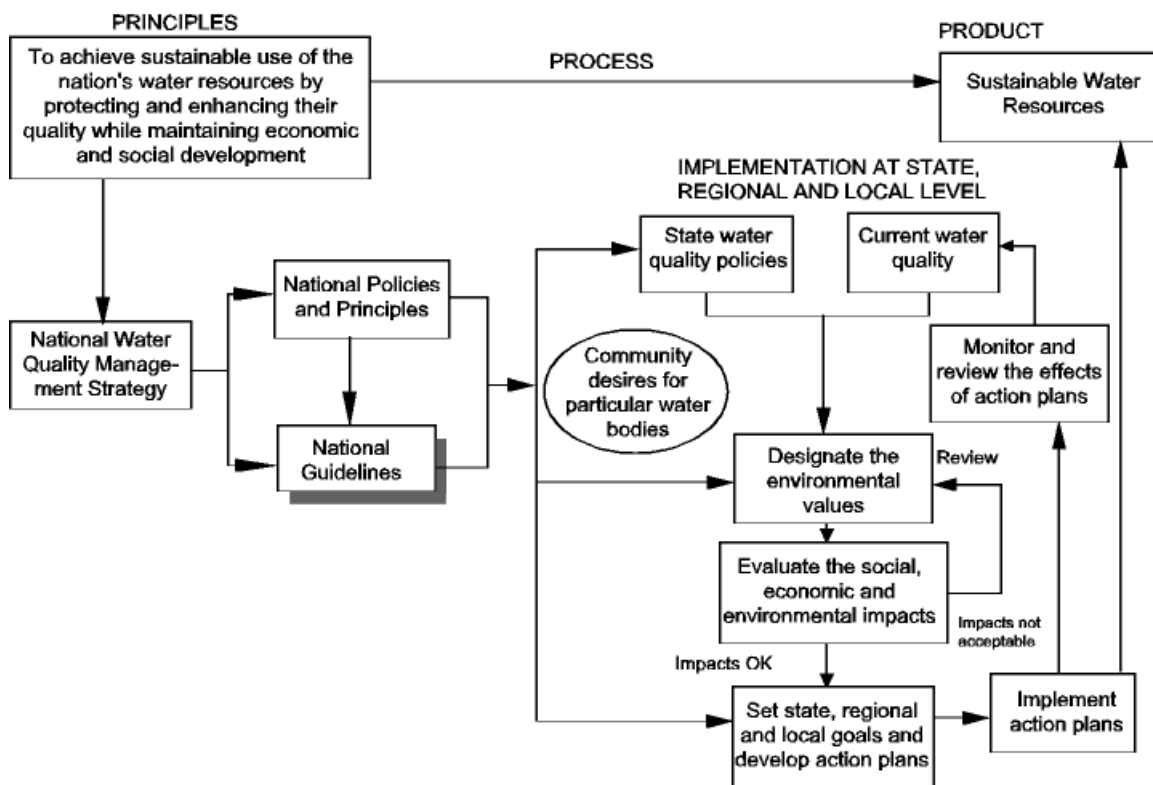 PRINCIPLES
To achieve sustainable use of the
nation's water resources by
protecting and enhancing their
quality while maintaining economic
and social development
PROCESS
PRODUCT
Sustainable Water
Resources
IMPLEMENTATION AT STATE,
REGIONAL AND LOCAL LEVEL
State water
quality policies
Current water
quality
National Policies
and Principles
National Water
Quality Manage-
ment Strategy
National
Guidelines
Community
desires for
particular water
bodies
Monitor and
review the effects
of action plans
Designate the
environmental
values
Review
Evaluate the social,
economic and
environmental impacts
Impacts not
acceptable
Impacts OK
Set state, regional
and local goals and
develop action plans
Implement
action plans